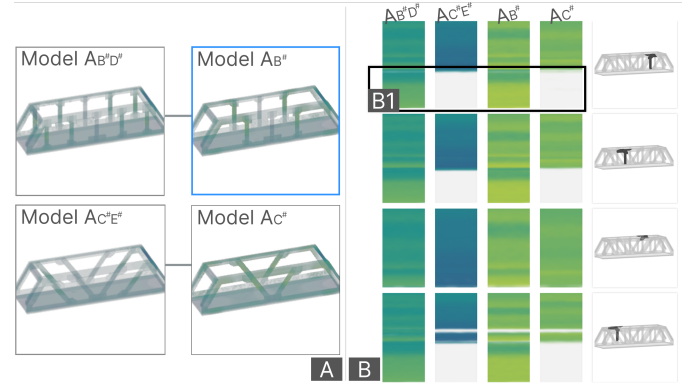 Model AB#D#
Model AB#
Model AC#E#
Model AC#
A
AB#D#
AC#E#
AB#
AC#
B1
B